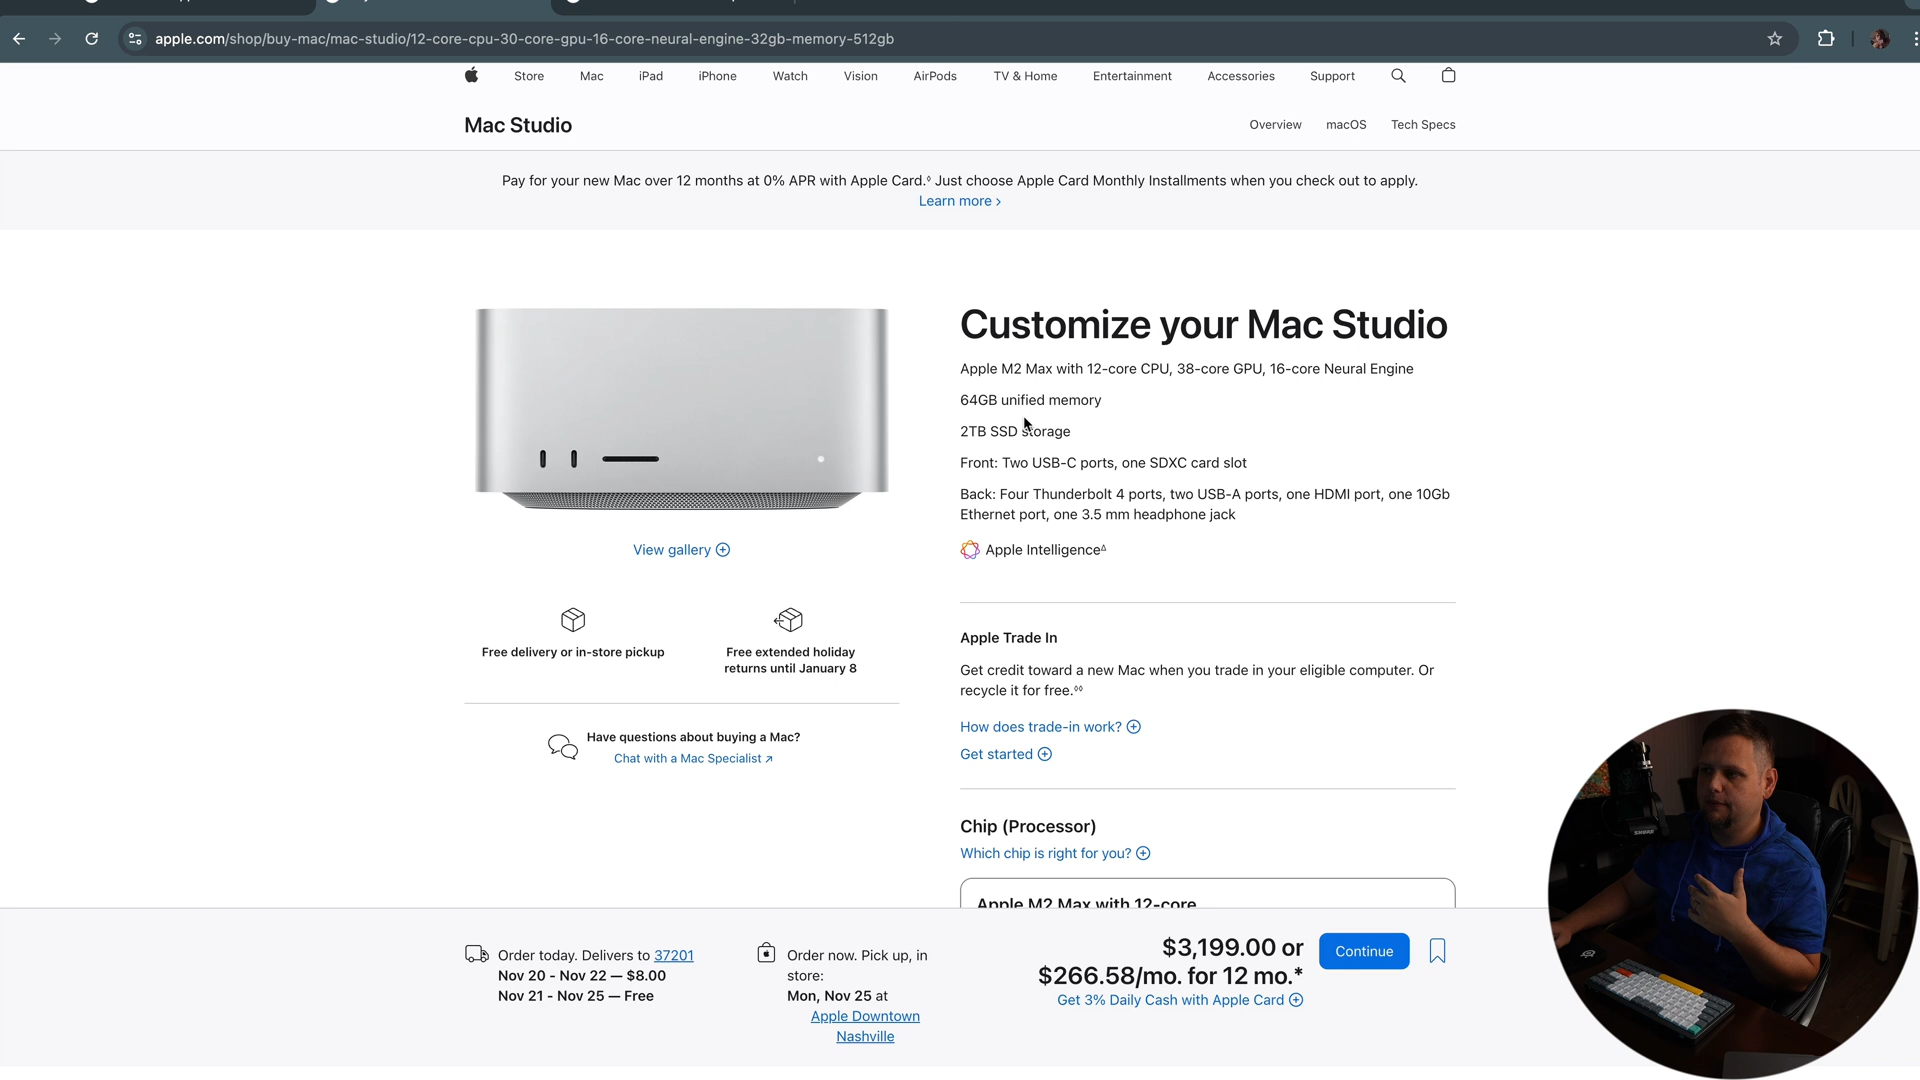 apple.com/shop/buy-mac/mac-studio/12-core-cpu-30-core-gpu-16-core-neural-engine-32gb-memory-512gb
Store Mac iPad iPhone Watch Vision AirPods TV & Home Entertainment Accessories Support
Mac Studio
Overview macOS Tech Specs
Pay for your new Mac over 12 months at 0% APR with Apple Card.◊ Just choose Apple Card Monthly Installments when you check out to apply.
Learn more ›
Customize your Mac Studio
Apple M2 Max with 12-core CPU, 38-core GPU, 16-core Neural Engine
64GB unified memory
2TB SSD storage
Front: Two USB-C ports, one SDXC card slot
Back: Four Thunderbolt 4 ports, two USB-A ports, one HDMI port, one 10Gb
Ethernet port, one 3.5 mm headphone jack
Apple Intelligence∆
View gallery
Free delivery or in-store pickup
Free extended holiday
returns until January 8
Have questions about buying a Mac?
Chat with a Mac Specialist ↗
Apple Trade In
Get credit toward a new Mac when you trade in your eligible computer. Or
recycle it for free.◊◊
How does trade-in work?
Get started
Chip (Processor)
Which chip is right for you?
Apple M2 Max with 12-core
Order today. Delivers to 37201
Nov 20 - Nov 22 — $8.00
Nov 21 - Nov 25 — Free
Order now. Pick up, in
store:
Mon, Nov 25 at
Apple Downtown
Nashville
$3,199.00 or
$266.58/mo. for 12 mo.*
Get 3% Daily Cash with Apple Card
Continue
SHURE